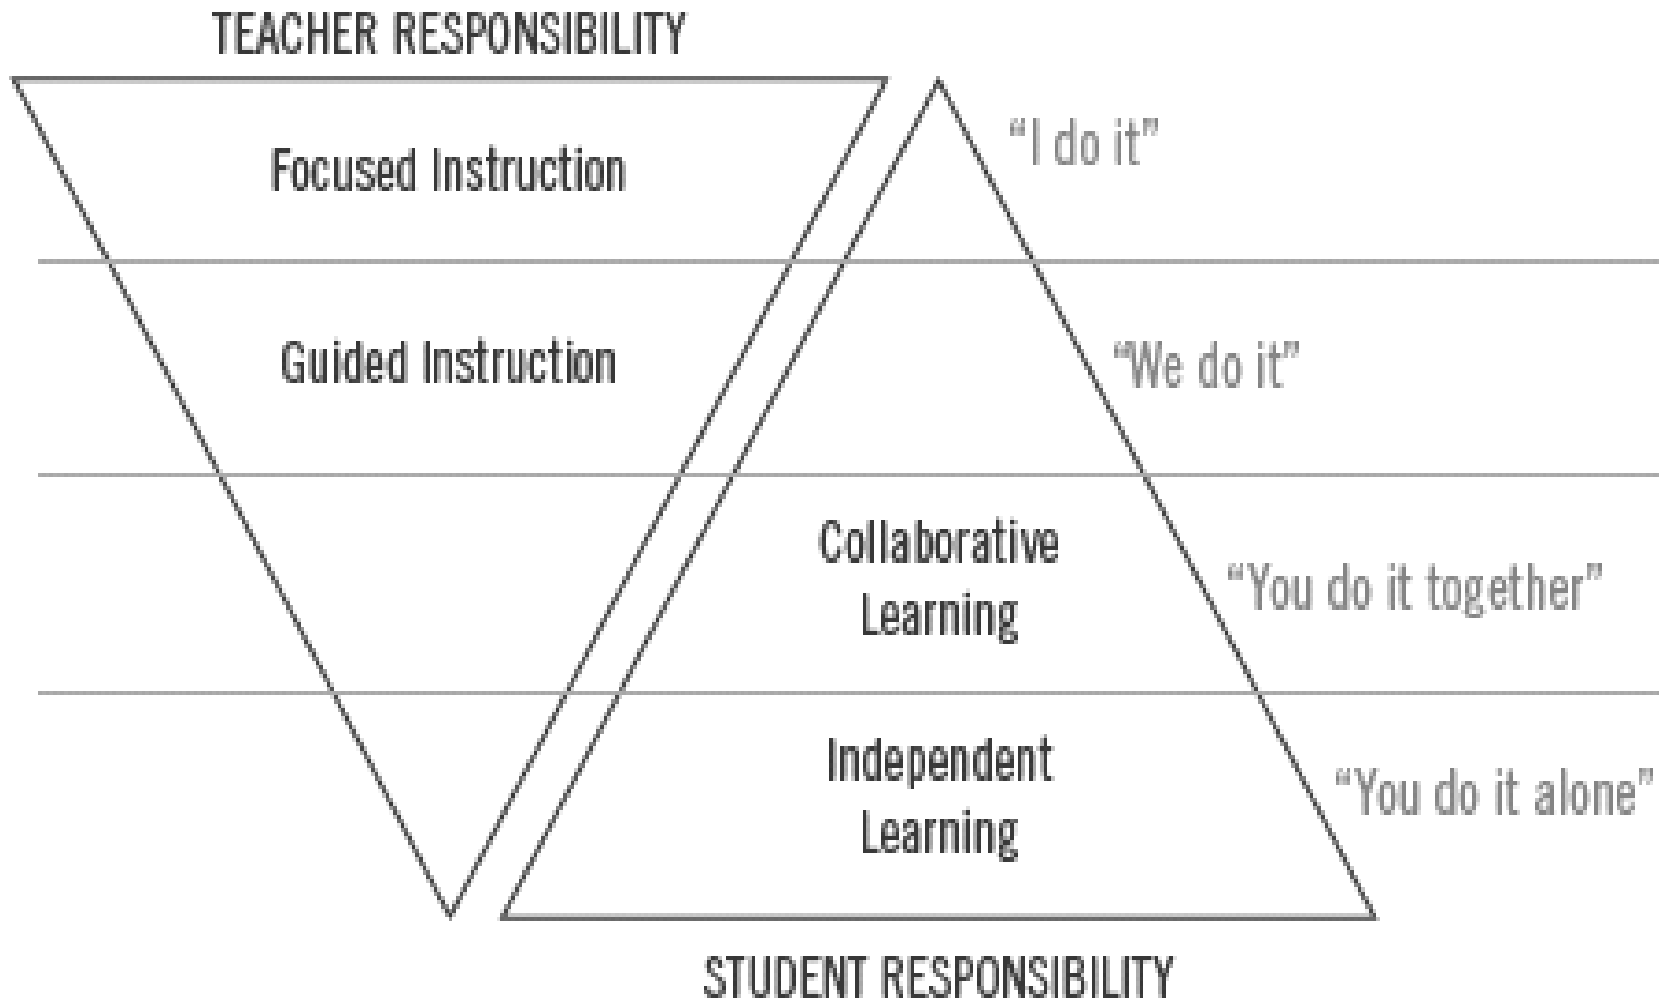 TEACHER RESPONSIBILITY
Focused Instruction
“I do it”
Guided Instruction
“We do it”
Collaborative
Learning
“You do it together”
Independent
Learning
“You do it alone”
STUDENT RESPONSIBILITY